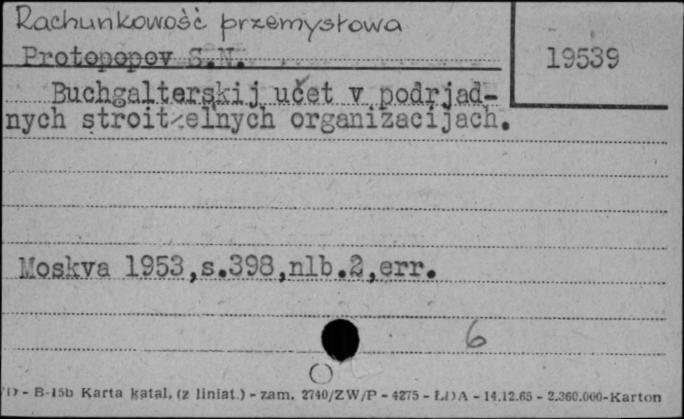 Rachunkowość przemysłowa
Protopopov S.N.
19539
Buchgalterskij učet v podrjad-
nych stroitelnych organizacijach.
Moskva 1953,s.398,nlb.2,err.
6
D - B-15b Karta katal. (z liniat.) - zam. 2740/ZW/P - 4275 - LDA - 14.12.65 - 2.360.000-Karton